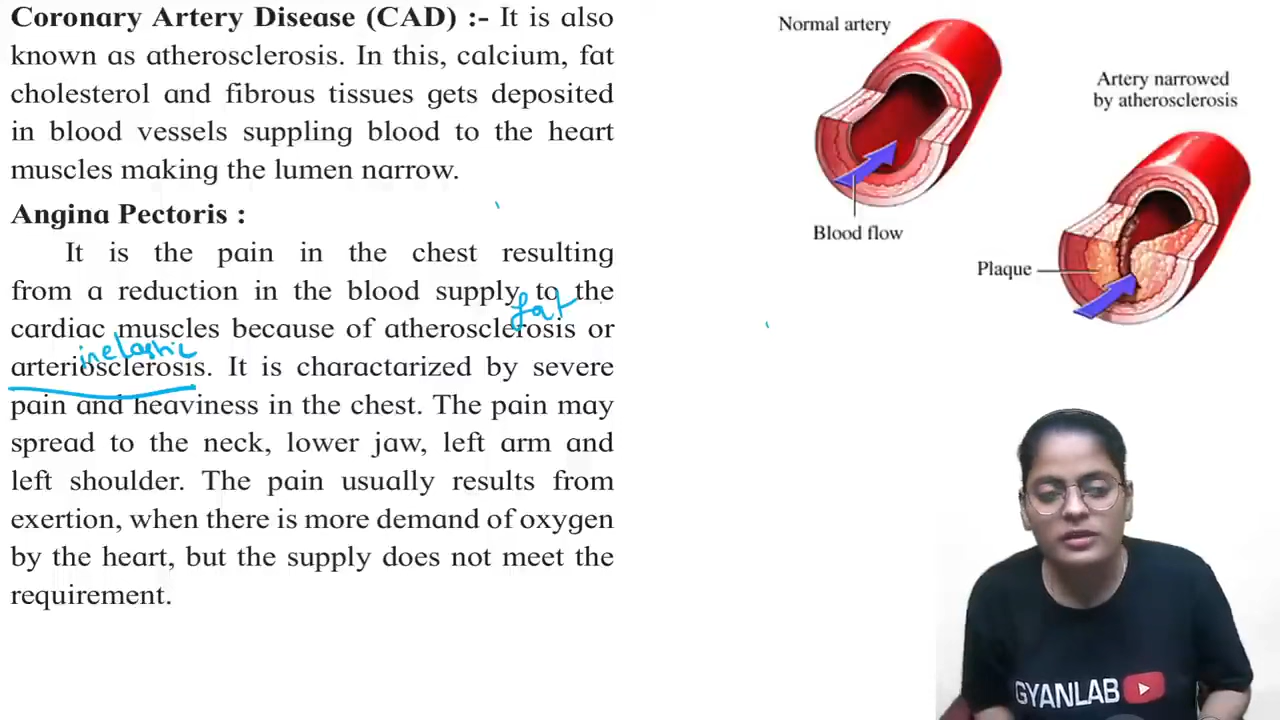 Coronary Artery Disease (CAD) :- It is also
known as atherosclerosis. In this, calcium, fat
cholesterol and fibrous tissues gets deposited
in blood vessels suppling blood to the heart
muscles making the lumen narrow.
Angina Pectoris :
It is the pain in the chest resulting
from a reduction in the blood supply to the
fat
cardiac muscles because of atherosclerosis or
inelastic
arteriosclerosis. It is charactarized by severe
pain and heaviness in the chest. The pain may
spread to the neck, lower jaw, left arm and
left shoulder. The pain usually results from
exertion, when there is more demand of oxygen
by the heart, but the supply does not meet the
requirement.
Normal artery
Blood flow
Artery narrowed
by atherosclerosis
Plaque
GYANLAB